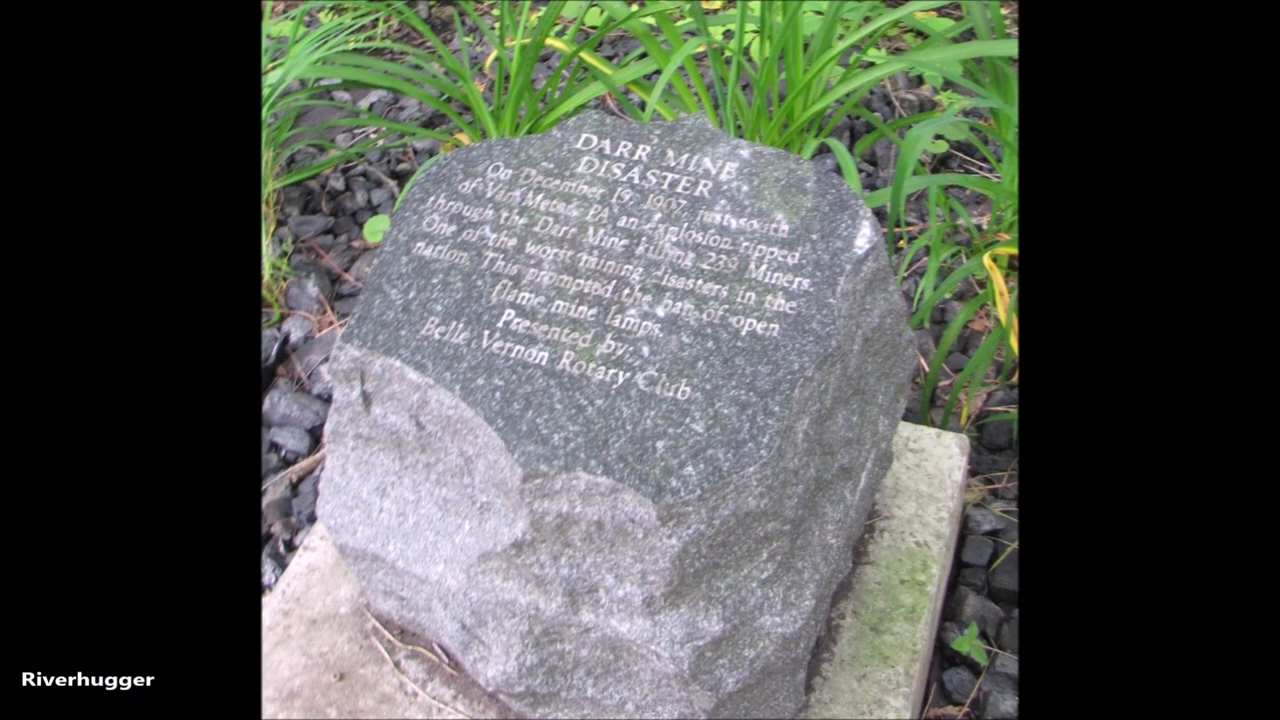 DARR MINE
DISASTER
On December 19, 1907, just south
of Van Meter, PA an explosion ripped
through the Darr Mine killing 239 Miners.
One of the worst mining disasters in the
nation. This prompted the ban of open
flame mine lamps.
Presented by:
Belle Vernon Rotary Club
Riverhugger